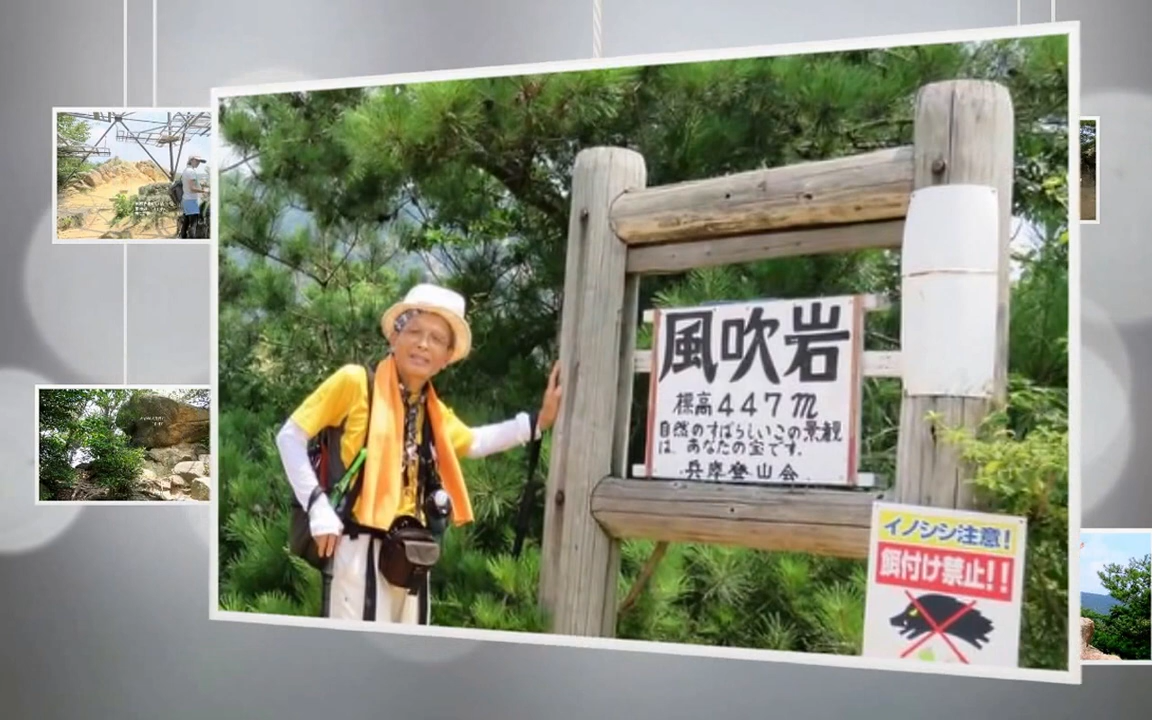 風吹岩
標高447m
自然のすばらしいこの景観
は、あなたの宝です。
兵庫登山会
イノシシ注意!
餌付け禁止!!